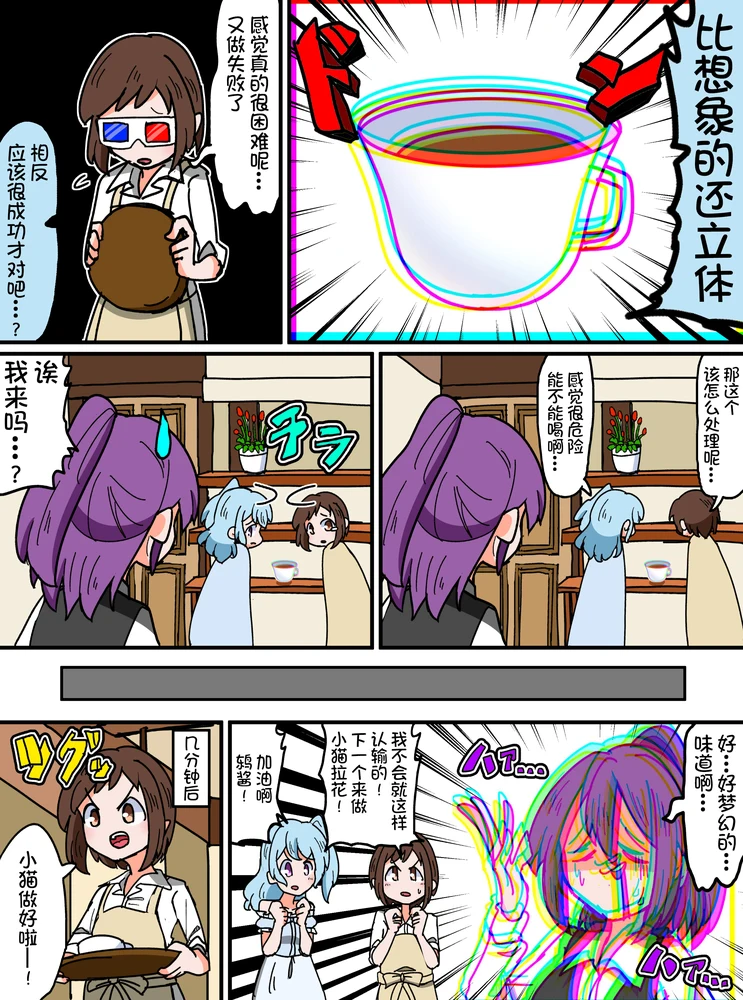 比想象的还立体
ドン
感觉真的很困难呢…
又做失败了
相反
应该很成功才对吧…？
那这个
该怎么处理呢…
感觉很危险
能不能喝啊…
チラ
诶
我来吗…？
好…好梦幻的…
味道啊…
ハァ…
ハァ…
我不会就这样
认输的！
下一个来做
小猫拉花！
加油啊
鸫酱！
几分钟后
ツグッ
小猫做好啦—！